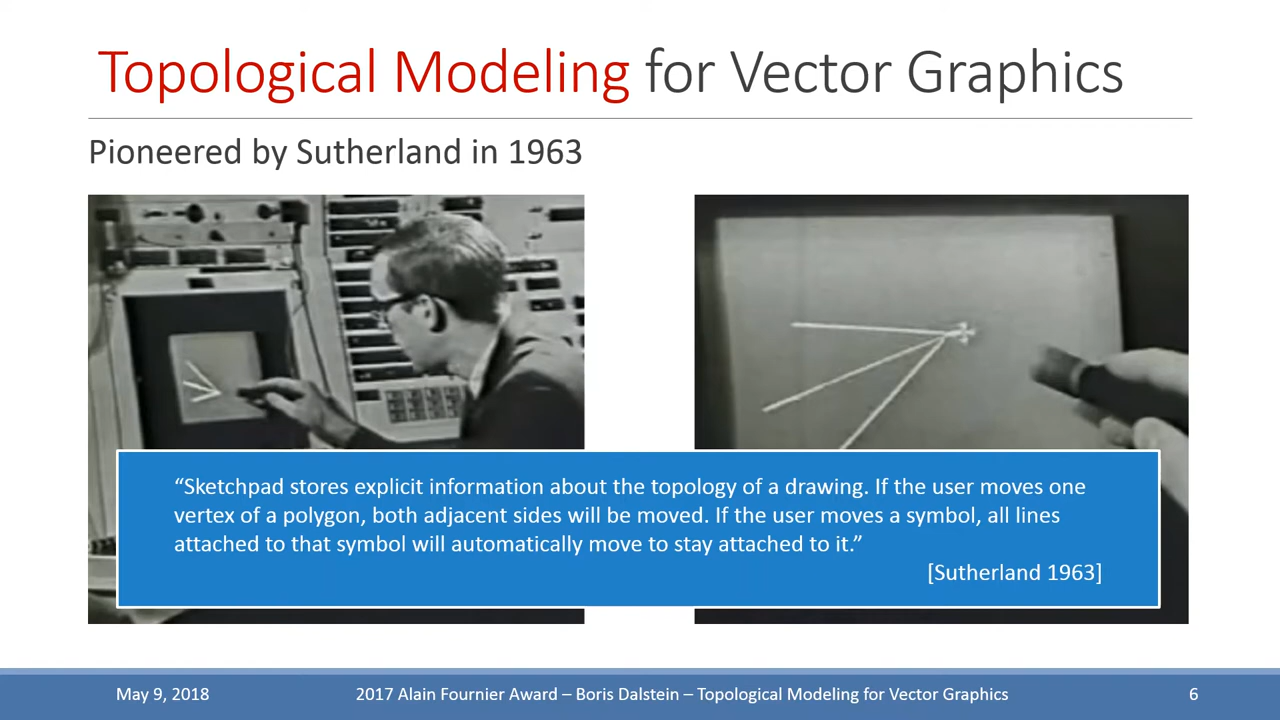 Topological Modeling for Vector Graphics
Pioneered by Sutherland in 1963
“Sketchpad stores explicit information about the topology of a drawing. If the user moves one
vertex of a polygon, both adjacent sides will be moved. If the user moves a symbol, all lines
attached to that symbol will automatically move to stay attached to it.”
[Sutherland 1963]
May 9, 2018
2017 Alain Fournier Award – Boris Dalstein – Topological Modeling for Vector Graphics
6